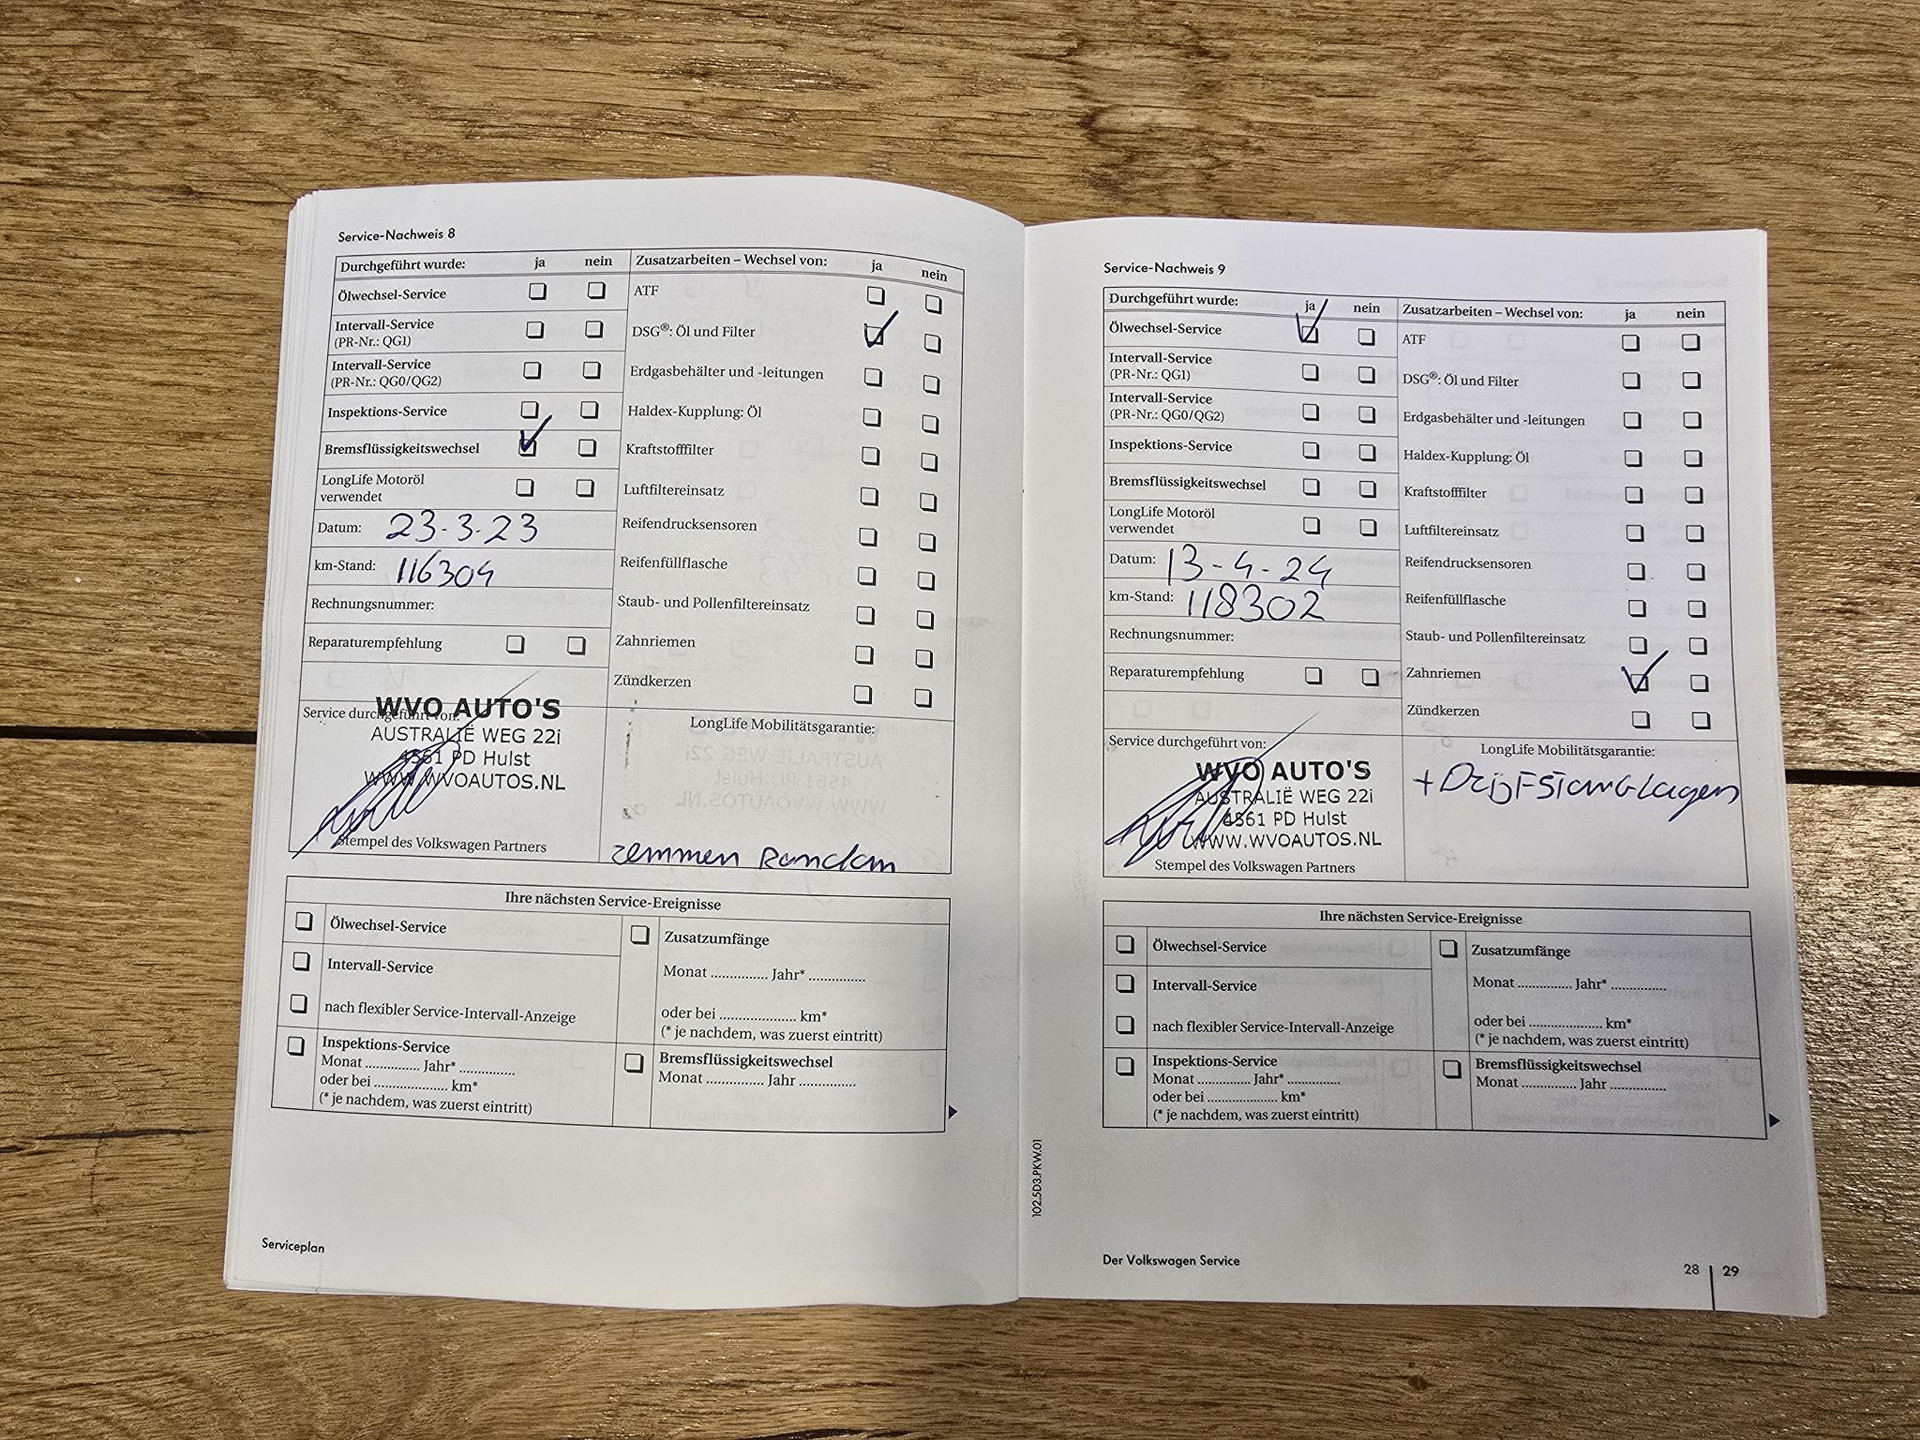 Service-Nachweis 8
Durchgeführt wurde: ja nein
Ölwechsel-Service
Intervall-Service
(PR-Nr.: QG1)
Intervall-Service
(PR-Nr.: QG0/QG2)
Inspektions-Service
Bremsflüssigkeitswechsel
LongLife Motoröl
verwendet
Datum: 23-3-23
km-Stand: 116304
Rechnungsnummer:
Reparaturempfehlung
Zusatzarbeiten – Wechsel von: ja nein
ATF
DSG®: Öl und Filter
Erdgasbehälter und -leitungen
Haldex-Kupplung: Öl
Kraftstofffilter
Luftfiltereinsatz
Reifendrucksensoren
Reifenfüllflasche
Staub- und Pollenfiltereinsatz
Zahnriemen
Zündkerzen
Service durchgeführt von:
WVO AUTO'S
AUSTRALIË WEG 22i
4561 PD Hulst
WWW.WVOAUTOS.NL
Stempel des Volkswagen Partners
LongLife Mobilitätsgarantie:
remmen Rondom
Ihre nächsten Service-Ereignisse
Ölwechsel-Service
Intervall-Service
nach flexibler Service-Intervall-Anzeige
Inspektions-Service
Monat .............. Jahr* ..............
oder bei .................. km*
(* je nachdem, was zuerst eintritt)
Zusatzumfänge
Monat .............. Jahr* ..............
oder bei .................. km*
(* je nachdem, was zuerst eintritt)
Bremsflüssigkeitswechsel
Monat .............. Jahr ..............
Serviceplan
Service-Nachweis 9
Durchgeführt wurde: ja nein
Ölwechsel-Service
Intervall-Service
(PR-Nr.: QG1)
Intervall-Service
(PR-Nr.: QG0/QG2)
Inspektions-Service
Bremsflüssigkeitswechsel
LongLife Motoröl
verwendet
Datum: 13-4-24
km-Stand: 118302
Rechnungsnummer:
Reparaturempfehlung
Zusatzarbeiten – Wechsel von: ja nein
ATF
DSG®: Öl und Filter
Erdgasbehälter und -leitungen
Haldex-Kupplung: Öl
Kraftstofffilter
Luftfiltereinsatz
Reifendrucksensoren
Reifenfüllflasche
Staub- und Pollenfiltereinsatz
Zahnriemen
Zündkerzen
Service durchgeführt von:
WVO AUTO'S
AUSTRALIË WEG 22i
4561 PD Hulst
WWW.WVOAUTOS.NL
Stempel des Volkswagen Partners
LongLife Mobilitätsgarantie:
+ Drijfstanglagen
Ihre nächsten Service-Ereignisse
Ölwechsel-Service
Intervall-Service
nach flexibler Service-Intervall-Anzeige
Inspektions-Service
Monat .............. Jahr* ..............
oder bei .................. km*
(* je nachdem, was zuerst eintritt)
Zusatzumfänge
Monat .............. Jahr* ..............
oder bei .................. km*
(* je nachdem, was zuerst eintritt)
Bremsflüssigkeitswechsel
Monat .............. Jahr ..............
102.5D3.PKW.01
Der Volkswagen Service
28 | 29